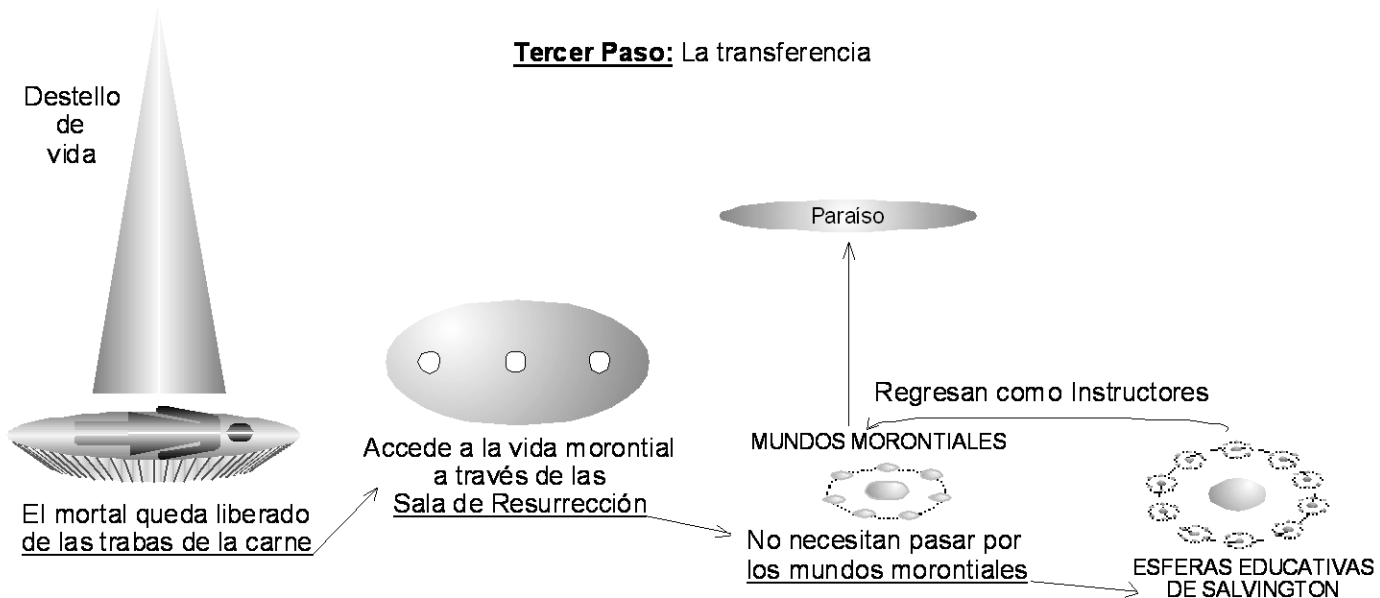 Tercer Paso: La transferencia
Destello
de
vida
El mortal queda liberado
de las trabas de la carne
Accede a la vida morontial
a través de las
Sala de Resurrección
Paraíso
Regresan como Instructores
MUNDOS MORONTIALES
No necesitan pasar por
los mundos morontiales
ESFERAS EDUCATIVAS
DE SALVINGTON